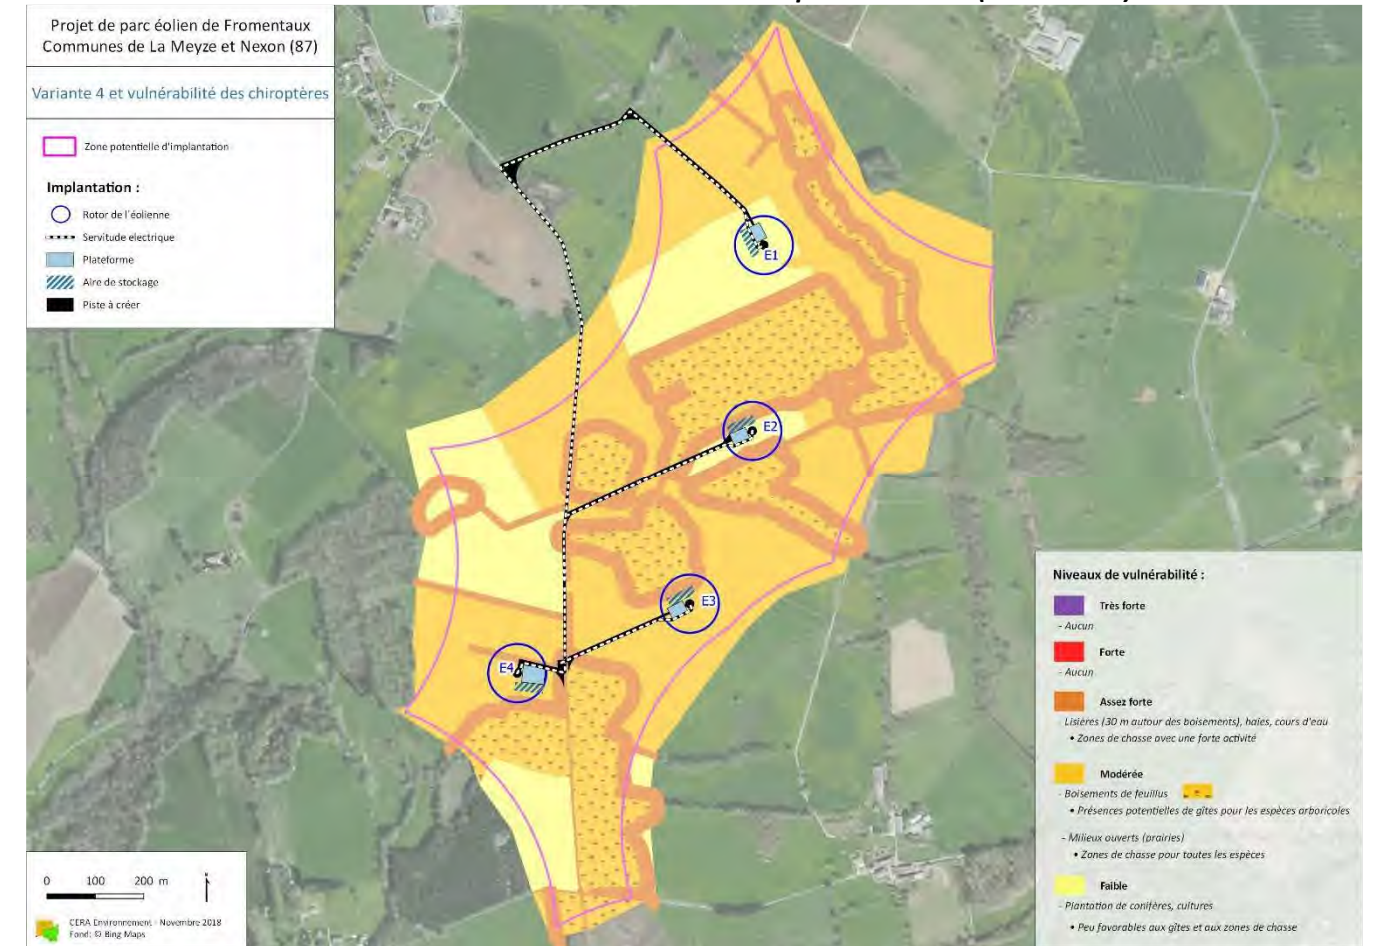 Projet de parc éolien de Fromentaux
Communes de La Meyze et Nexon (87)
Variante 4 et vulnérabilité des chiroptères
Zone potentielle d'implantation
Implantation :
Rotor de l'éolienne
Servitude electrique
Plateforme
Aire de stockage
Piste à créer
E1
E2
E3
E4
Niveaux de vulnérabilité :
Très forte
- Aucun
Forte
- Aucun
Assez forte
Lisières (30 m autour des boisements), haies, cours d'eau
• Zones de chasse avec une forte activité
Modérée
- Boisements de feuillus
• Présences potentielles de gîtes pour les espèces arboricoles
- Milieux ouverts (prairies)
• Zones de chasse pour toutes les espèces
Faible
- Plantation de conifères, cultures
• Peu favorables aux gîtes et aux zones de chasse
0 100 200 m
CERA Environnement - Novembre 2018
Fond: © Bing Maps